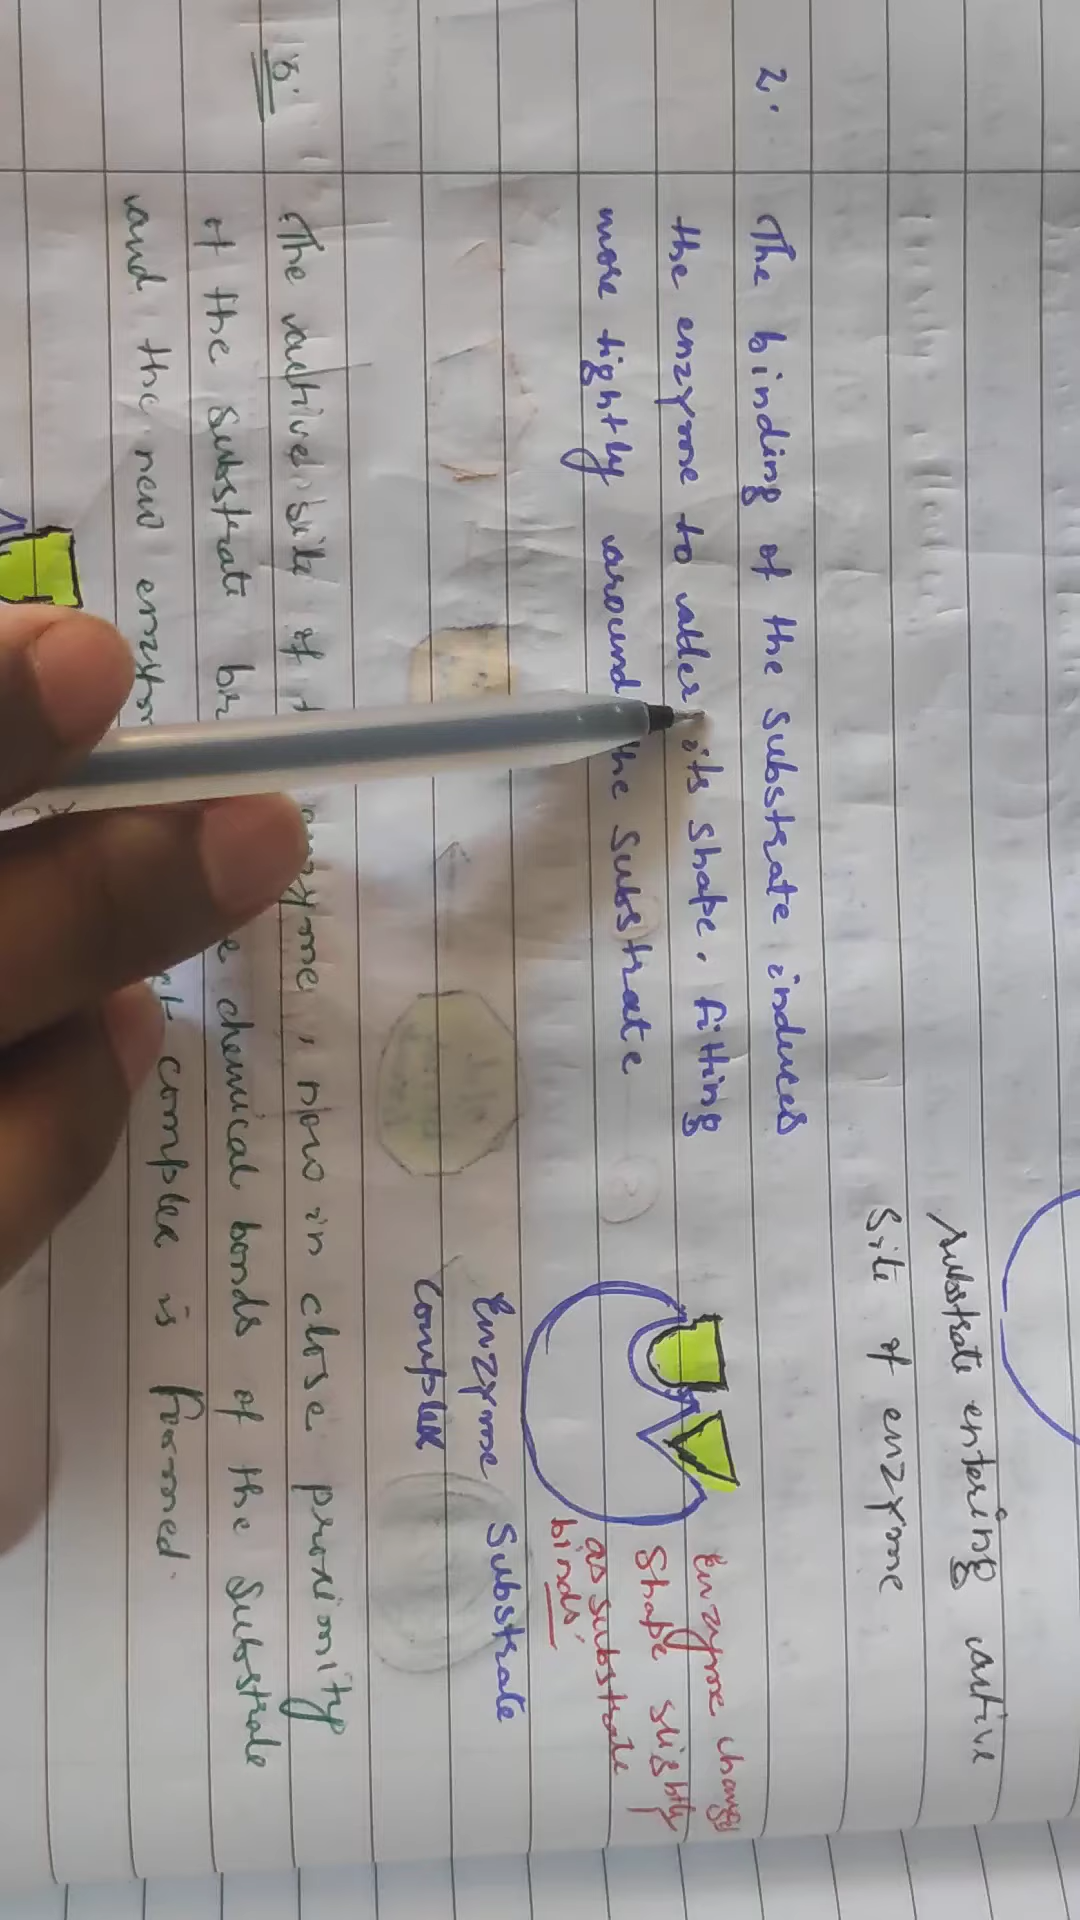 substrate entering active
site of enzyme
2. The binding of the substrate induces
the enzyme to alter its shape. fitting
more tightly around the substrate
Enzyme changes
shape slightly
as substrate
binds.
Enzyme substrate
complex
The active site of enzyme, now in close proximity
of the substrate chemical bonds of the substrate
and the new complex is formed.